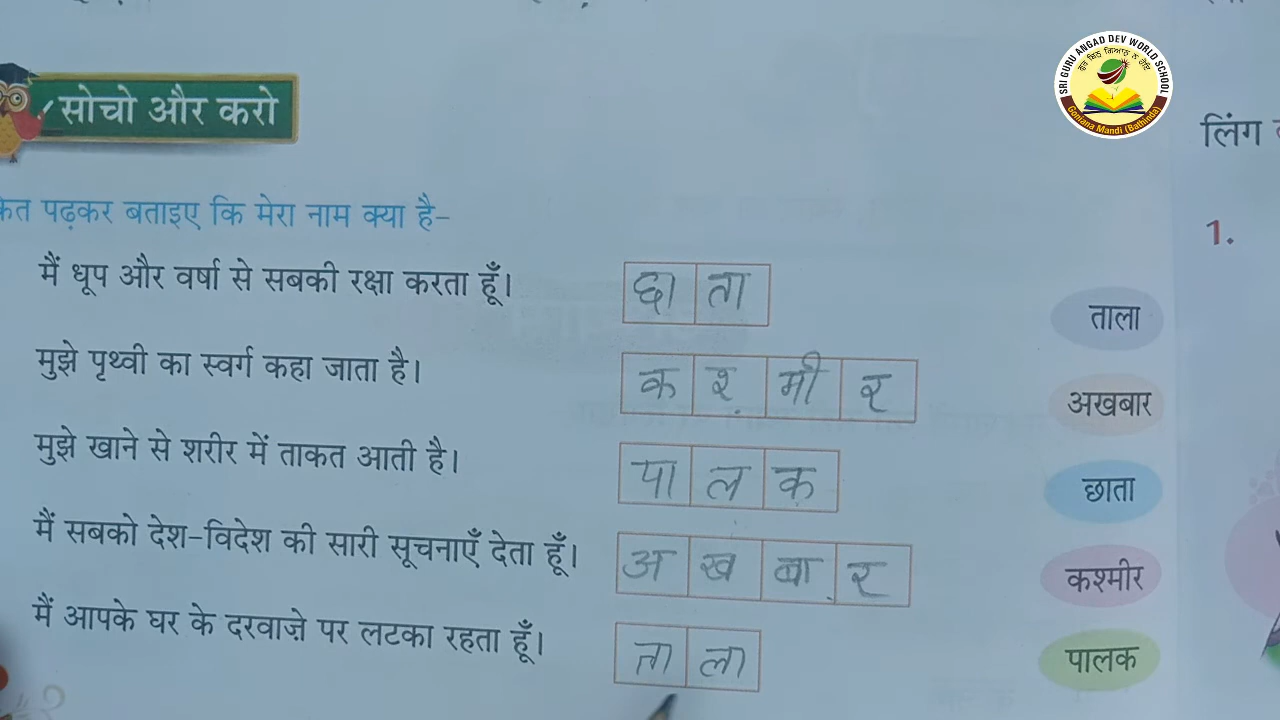 SRI GURU ANGAD DEV WORLD SCHOOL
Goniana Mandi (Bathinda)
सोचो और करो
लिंग
पढ़कर बताइए कि मेरा नाम क्या है–
1.
मैं धूप और वर्षा से सबकी रक्षा करता हूँ। छा ता
ताला
मुझे पृथ्वी का स्वर्ग कहा जाता है। क श् मी र
अखबार
मुझे खाने से शरीर में ताकत आती है। पा ल क
छाता
मैं सबको देश-विदेश की सारी सूचनाएँ देता हूँ। अ ख बा र
कश्मीर
मैं आपके घर के दरवाज़े पर लटका रहता हूँ। ता ला
पालक